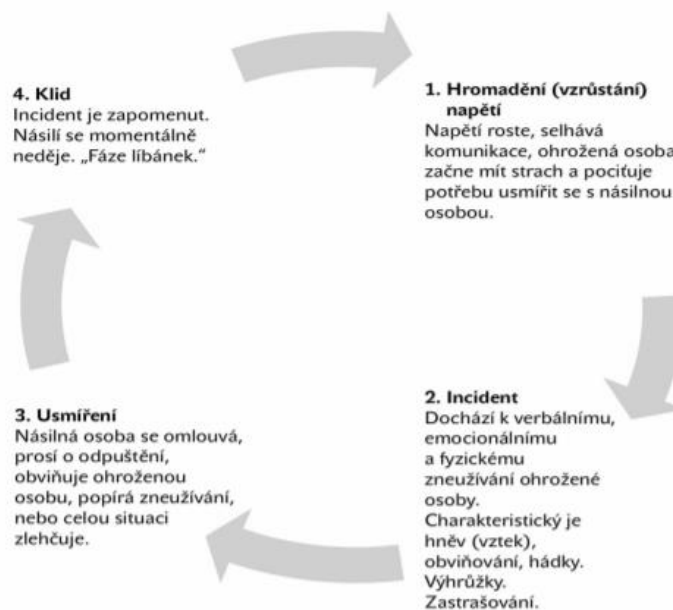 4. Klid
Incident je zapomenut.
Násilí se momentálně
neděje. „Fáze líbánek.“
1. Hromadění (vzrůstání)
napětí
Napětí roste, selhává
komunikace, ohrožená osoba
začne mít strach a pociťuje
potřebu usmířit se s násilnou
osobou.
2. Incident
Dochází k verbálnímu,
emocionálnímu
a fyzickému
zneužívání ohrožené
osoby.
Charakteristický je
hněv (vztek),
obviňování, hádky.
Výhrůžky.
Zastrašování.
3. Usmíření
Násilná osoba se omlouvá,
prosí o odpuštění,
obviňuje ohroženou
osobu, popírá zneužívání,
nebo celou situaci
zlehčuje.